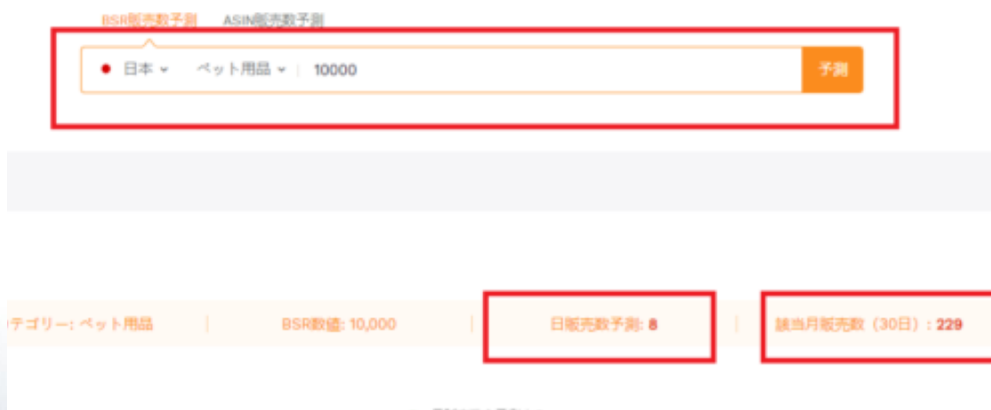 BSR販売数予測 ASIN販売数予測
日本 ペット用品 10000 予測
テゴリー: ペット用品 BSR数値: 10,000 日販売数予測: 8 該当月販売数（30日）: 229